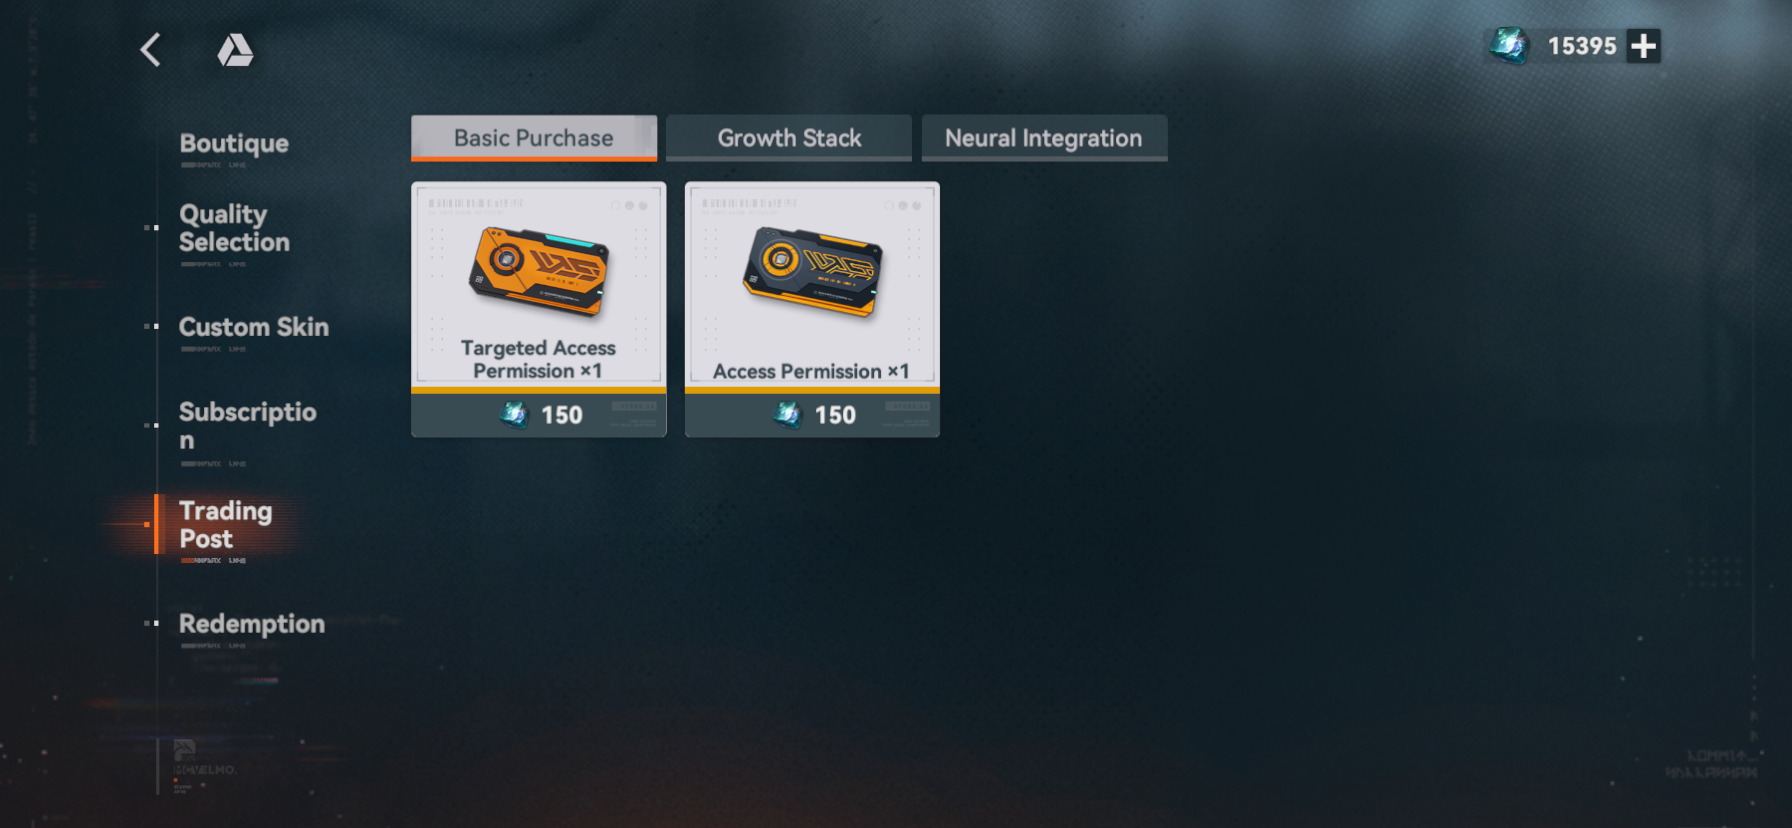 15395
Boutique
Quality
Selection
Custom Skin
Subscriptio
n
Trading
Post
Redemption
Basic Purchase
Growth Stack
Neural Integration
Targeted Access
Permission ×1
150
Access Permission ×1
150